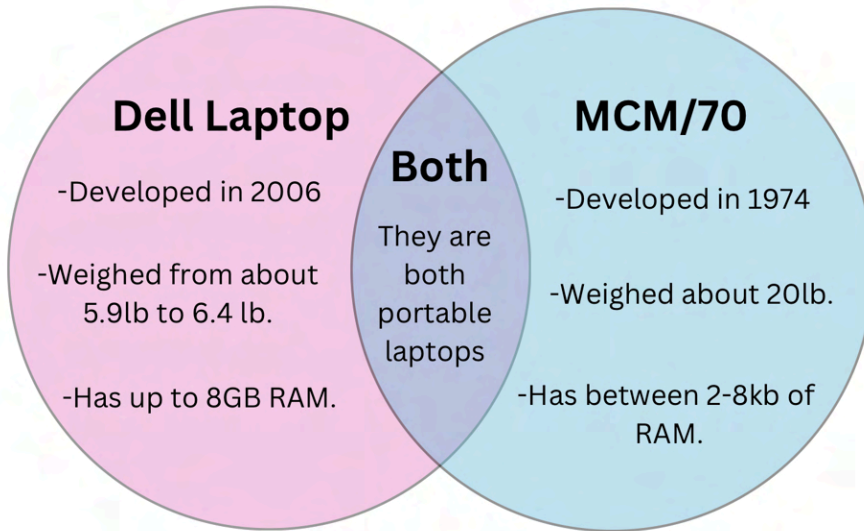 Dell Laptop
-Developed in 2006
-Weighed from about
5.9lb to 6.4 lb.
-Has up to 8GB RAM.
Both
They are
both
portable
laptops
MCM/70
-Developed in 1974
-Weighed about 20lb.
-Has between 2-8kb of
RAM.